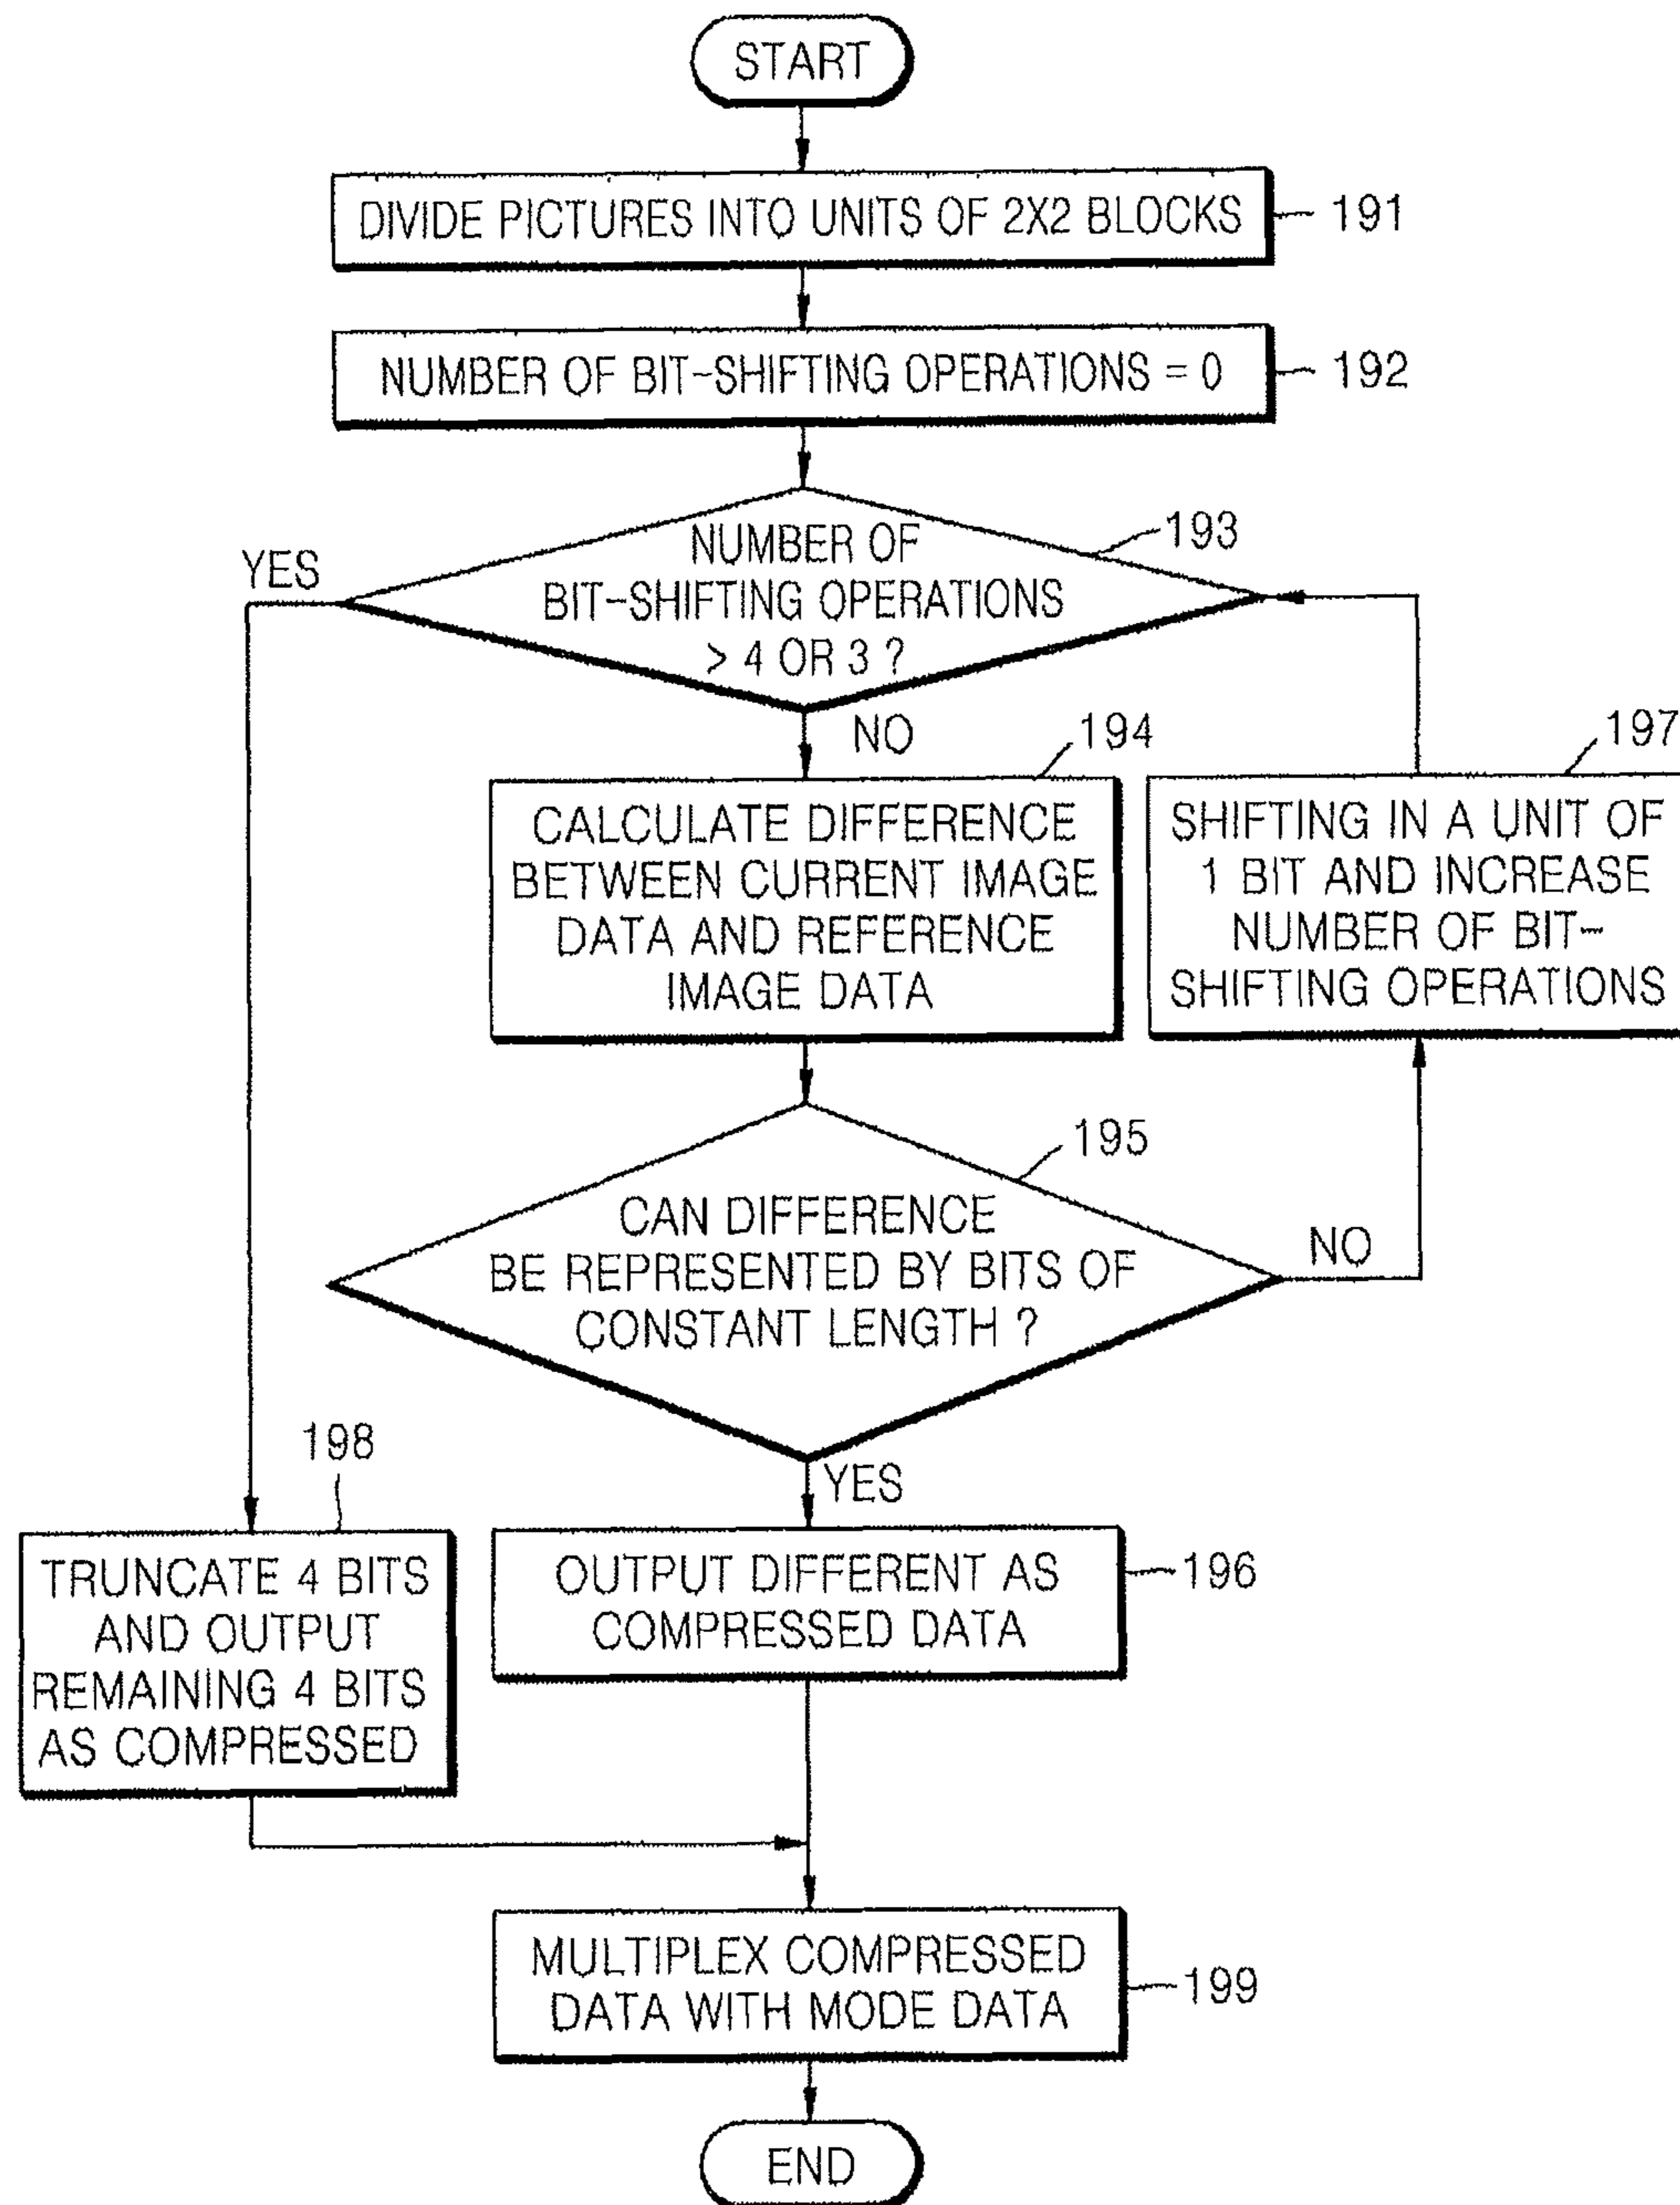 START
DIVIDE PICTURES INTO UNITS OF 2X2 BLOCKS
191
NUMBER OF BIT-SHIFTING OPERATIONS = 0
192
NUMBER OF
BIT-SHIFTING OPERATIONS
> 4 OR 3 ?
193
YES
NO
194
CALCULATE DIFFERENCE
BETWEEN CURRENT IMAGE
DATA AND REFERENCE
IMAGE DATA
197
SHIFTING IN A UNIT OF
1 BIT AND INCREASE
NUMBER OF BIT-
SHIFTING OPERATIONS
195
CAN DIFFERENCE
BE REPRESENTED BY BITS OF
CONSTANT LENGTH ?
NO
YES
198
TRUNCATE 4 BITS
AND OUTPUT
REMAINING 4 BITS
AS COMPRESSED
OUTPUT DIFFERENT AS
COMPRESSED DATA
196
MULTIPLEX COMPRESSED
DATA WITH MODE DATA
199
END